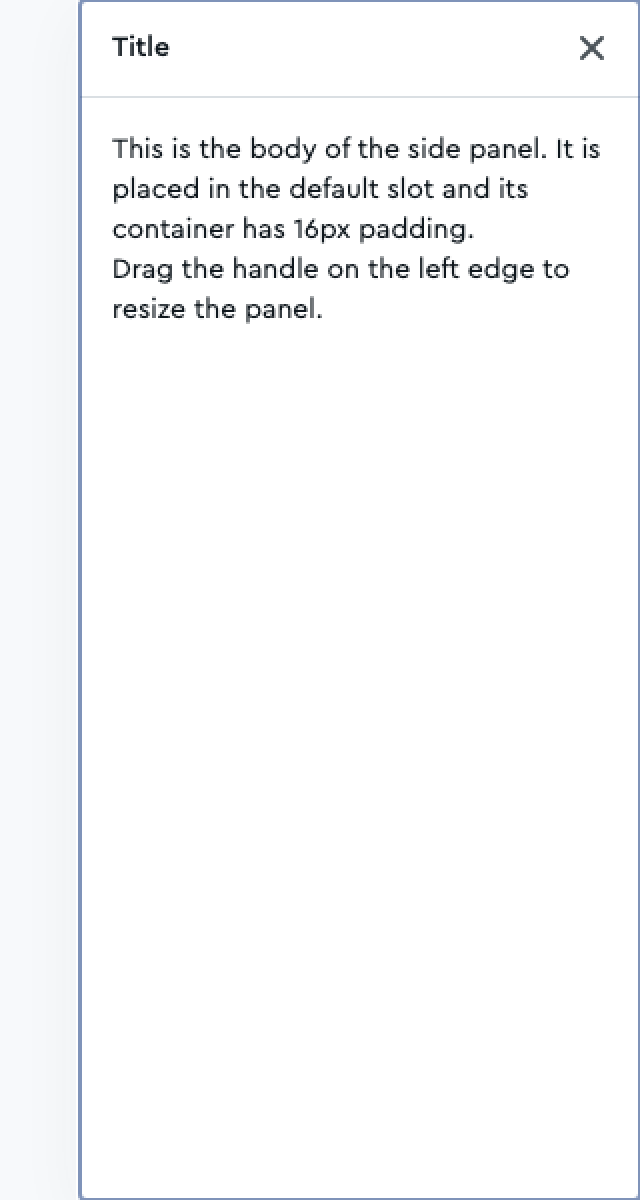 Title
This is the body of the side panel. It is
placed in the default slot and its
container has 16px padding.
Drag the handle on the left edge to
resize the panel.